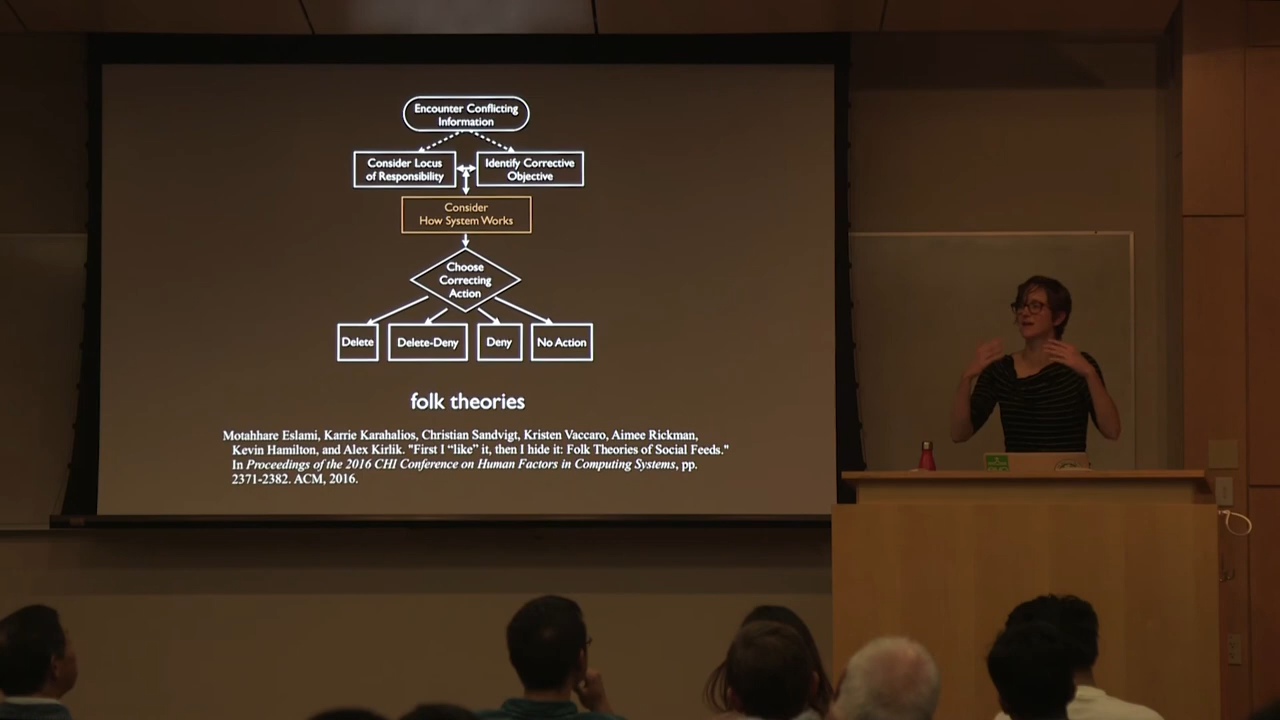 Encounter Conflicting
Information
Consider Locus
of Responsibility
Identify Corrective
Objective
Consider
How System Works
Choose
Correcting
Action
Delete
Delete-Deny
Deny
No Action
folk theories
Motahhare Eslami, Karrie Karahalios, Christian Sandvigt, Kristen Vaccaro, Aimee Rickman,
Kevin Hamilton, and Alex Kirlik. "First I “like” it, then I hide it: Folk Theories of Social Feeds."
In Proceedings of the 2016 CHI Conference on Human Factors in Computing Systems, pp.
2371-2382. ACM, 2016.